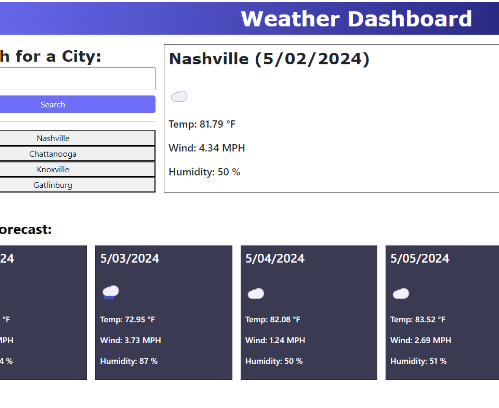 Weather Dashboard
h for a City:
Search
Nashville
Chattanooga
Knoxville
Gatlinburg
Nashville (5/02/2024)
Temp: 81.79 °F
Wind: 4.34 MPH
Humidity: 50 %
orecast:
24
°F
MPH
4 %
5/03/2024
Temp: 72.95 °F
Wind: 3.73 MPH
Humidity: 87 %
5/04/2024
Temp: 82.08 °F
Wind: 1.24 MPH
Humidity: 50 %
5/05/2024
Temp: 83.52 °F
Wind: 2.69 MPH
Humidity: 51 %